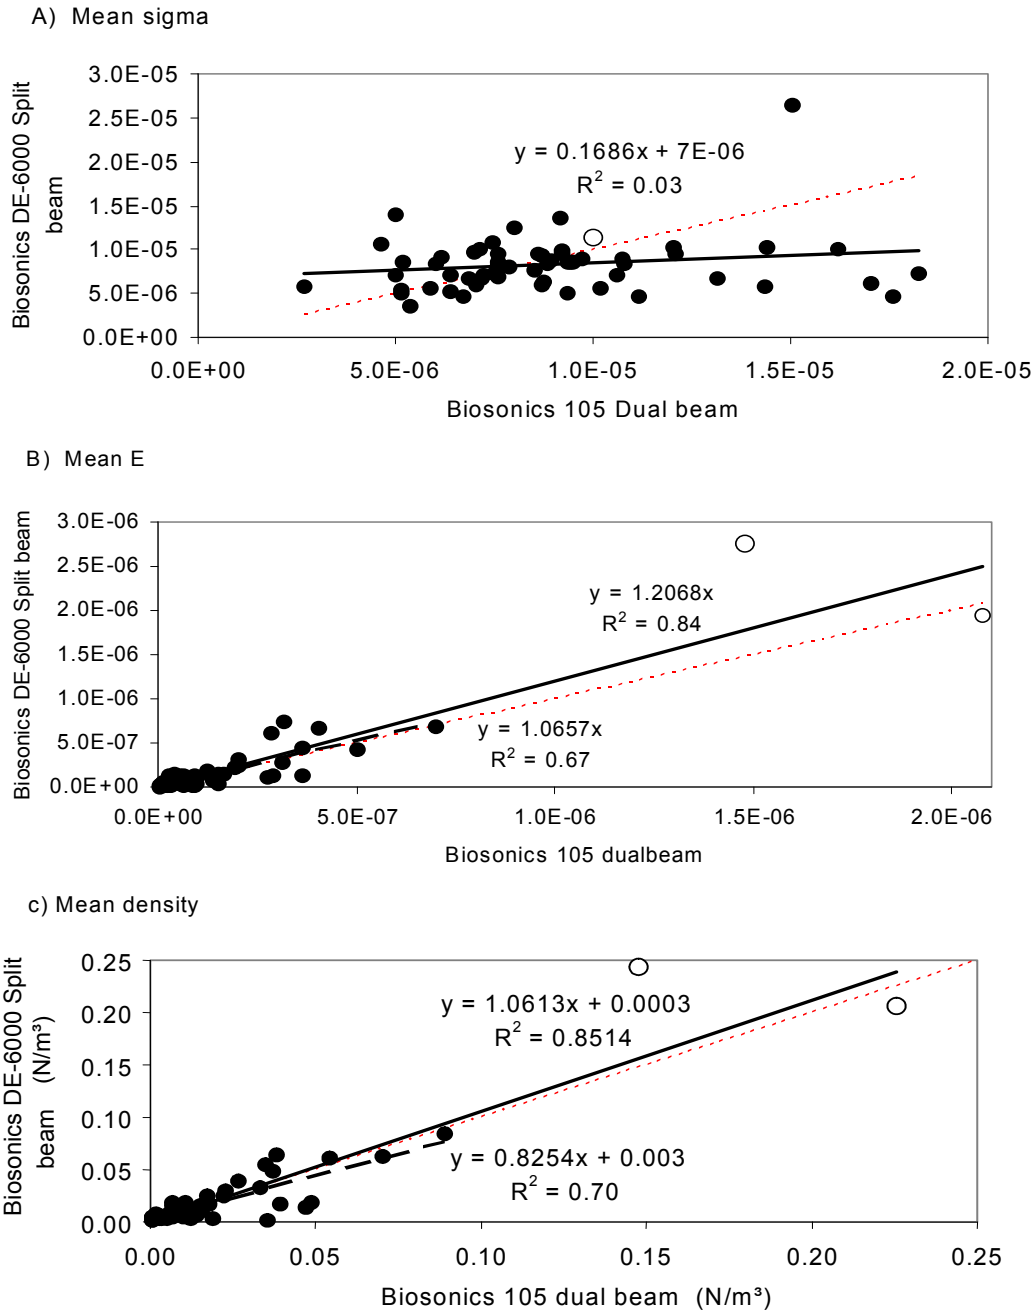 A) Mean sigma
Biosonics DE-6000 Split
beam
3.0E-05
2.5E-05
2.0E-05
1.5E-05
1.0E-05
5.0E-06
0.0E+00
y = 0.1686x + 7E-06
R² = 0.03
0.0E+00 5.0E-06 1.0E-05 1.5E-05 2.0E-05
Biosonics 105 Dual beam
B) Mean E
Biosonics DE-6000 Split beam
3.0E-06
2.5E-06
2.0E-06
1.5E-06
1.0E-06
5.0E-07
0.0E+00
y = 1.2068x
R² = 0.84
y = 1.0657x
R² = 0.67
0.0E+00 5.0E-07 1.0E-06 1.5E-06 2.0E-06
Biosonics 105 dualbeam
c) Mean density
Biosonics DE-6000 Split
beam (N/m³)
0.25
0.20
0.15
0.10
0.05
0.00
y = 1.0613x + 0.0003
R² = 0.8514
y = 0.8254x + 0.003
R² = 0.70
0.00 0.05 0.10 0.15 0.20 0.25
Biosonics 105 dual beam (N/m³)